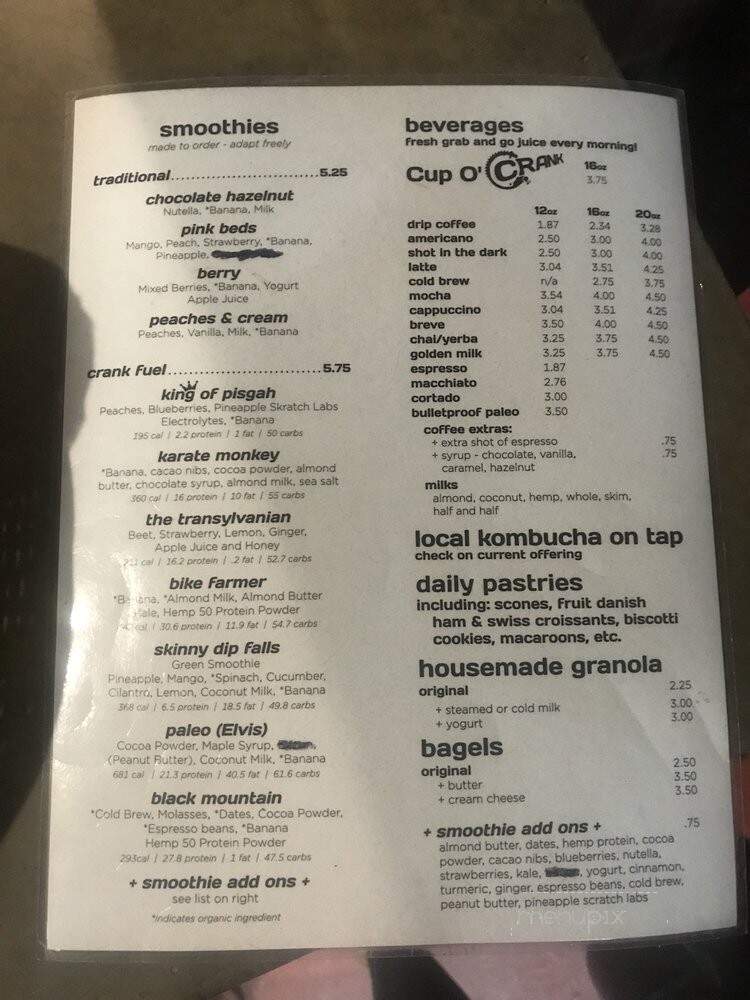 smoothies
made to order - adapt freely
traditional..............................5.25
chocolate hazelnut
Nutella, *Banana, Milk
pink beds
Mango, Peach, Strawberry, *Banana,
Pineapple,
berry
Mixed Berries, *Banana, Yogurt
Apple Juice
peaches & cream
Peaches, Vanilla, Milk, *Banana
crank fuel..............................5.75
king of pisgah
Peaches, Blueberries, Pineapple Skratch Labs
Electrolytes, *Banana
195 cal | 2.2 protein | 1 fat | 50 carbs
karate monkey
*Banana, cacao nibs, cocoa powder, almond
butter, chocolate syrup, almond milk, sea salt
360 cal | 16 protein | 10 fat | 55 carbs
the transylvanian
Beet, Strawberry, Lemon, Ginger,
Apple Juice and Honey
cal | 16.2 protein | .2 fat | 52.7 carbs
bike farmer
*Banana, *Almond Milk, Almond Butter
Kale, Hemp 50 Protein Powder
cal | 30.6 protein | 11.9 fat | 54.7 carbs
skinny dip falls
Green Smoothie
Pineapple, Mango, *Spinach, Cucumber,
Cilantro, Lemon, Coconut Milk, *Banana
368 cal | 6.5 protein | 18.5 fat | 49.8 carbs
paleo (Elvis)
Cocoa Powder, Maple Syrup,
(Peanut Butter), Coconut Milk, *Banana
681 cal | 21.3 protein | 40.5 fat | 61.6 carbs
black mountain
*Cold Brew, Molasses, *Dates, Cocoa Powder,
*Espresso beans, *Banana
Hemp 50 Protein Powder
293cal | 27.8 protein | 1 fat | 47.5 carbs
+ smoothie add ons +
see list on right
*indicates organic ingredient
beverages
fresh grab and go juice every morning!
Cup O' CRANK 16oz
3.75
12oz 16oz 20oz
drip coffee 1.87 2.34 3.28
americano 2.50 3.00 4.00
shot in the dark 2.50 3.00 4.00
latte 3.04 3.51 4.25
cold brew n/a 2.75 3.75
mocha 3.54 4.00 4.50
cappuccino 3.04 3.51 4.25
breve 3.50 4.00 4.50
chai/yerba 3.25 3.75 4.50
golden milk 3.25 3.75 4.50
espresso 1.87
macchiato 2.76
cortado 3.00
bulletproof paleo 3.50
coffee extras:
+ extra shot of espresso .75
+ syrup - chocolate, vanilla, .75
caramel, hazelnut
milks
almond, coconut, hemp, whole, skim,
half and half
local kombucha on tap
check on current offering
daily pastries
including: scones, fruit danish
ham & swiss croissants, biscotti
cookies, macaroons, etc.
housemade granola
original 2.25
+ steamed or cold milk 3.00
+ yogurt 3.00
bagels
original 2.50
+ butter 3.50
+ cream cheese 3.50
+ smoothie add ons + .75
almond butter, dates, hemp protein, cocoa
powder, cacao nibs, blueberries, nutella,
strawberries, kale, yogurt, cinnamon,
turmeric, ginger, espresso beans, cold brew,
peanut butter, pineapple scratch labs
menupix